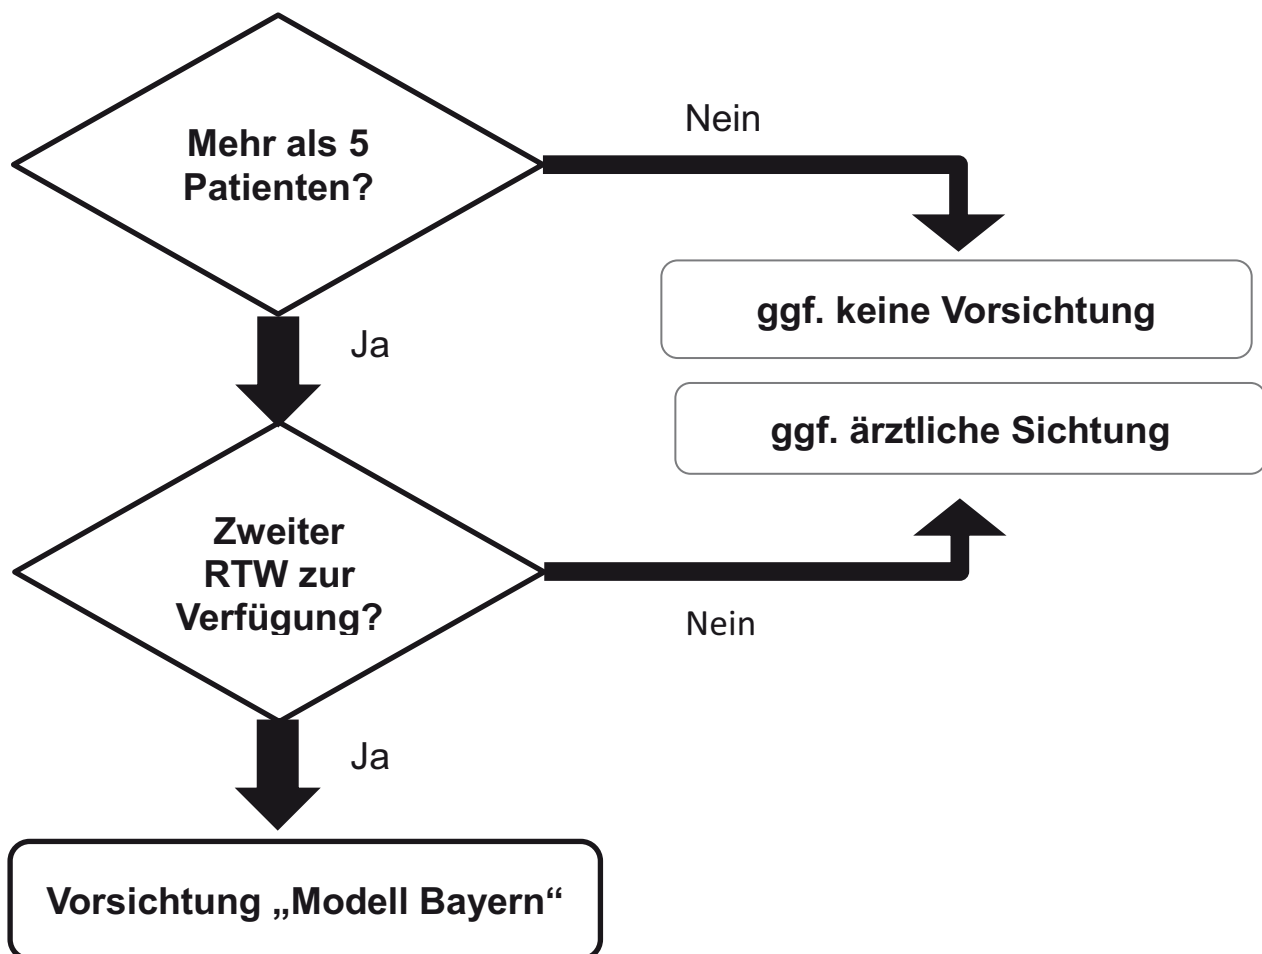 Mehr als 5
Patienten?
Nein
ggf. keine Vorsichtung
Ja
ggf. ärztliche Sichtung
Zweiter
RTW zur
Verfügung?
Nein
Ja
Vorsichtung „Modell Bayern“